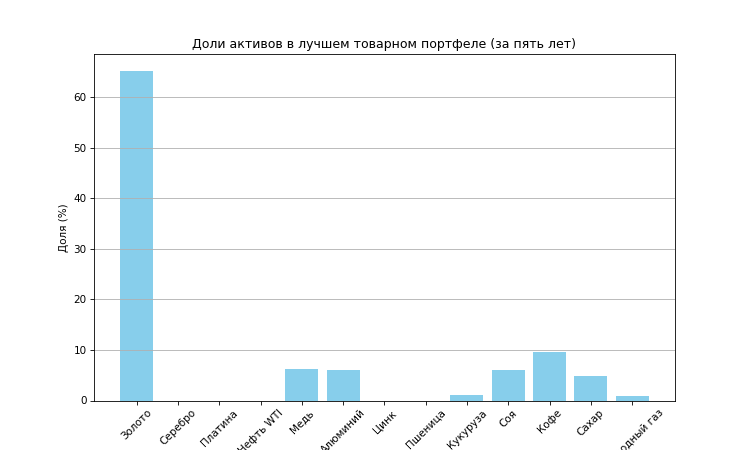 Доли активов в лучшем товарном портфеле (за пять лет)
Доля (%)
60
50
40
30
20
10
0
Золото
Серебро
Платина
Нефть WTI
Медь
Алюминий
Цинк
Пшеница
Кукуруза
Соя
Кофе
Сахар
газ